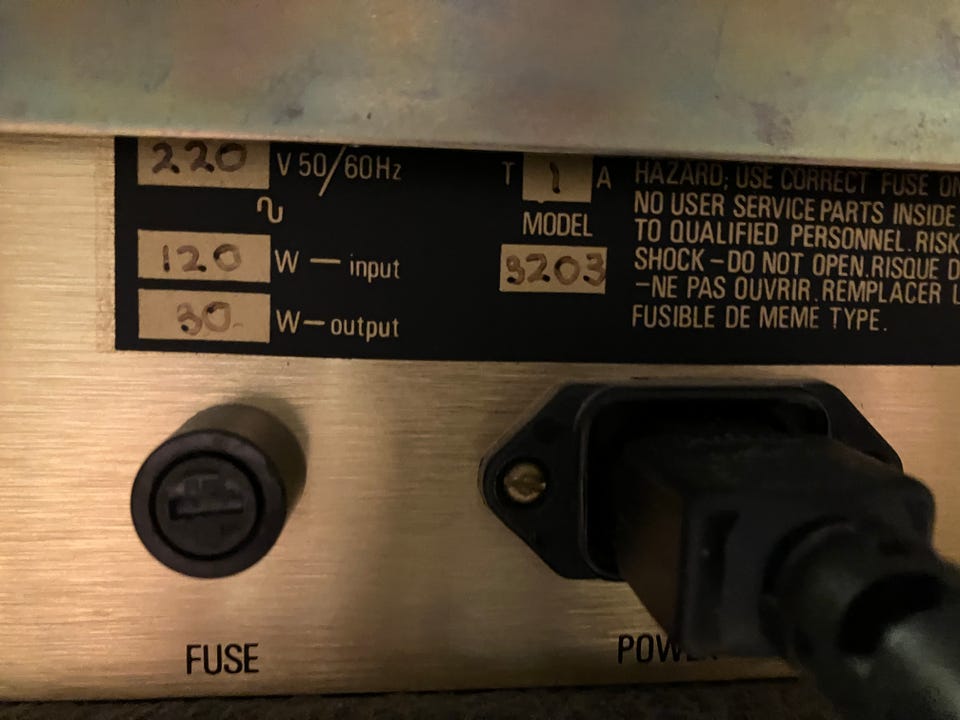 220 V 50/60Hz
120 W — input
30 W — output
T 1 A
MODEL
3203
HAZARD; USE CORRECT FUSE
NO USER SERVICE PARTS INSIDE
TO QUALIFIED PERSONNEL. RISK
SHOCK – DO NOT OPEN. RISQUE
– NE PAS OUVRIR. REMPLACER
FUSIBLE DE MEME TYPE.
FUSE